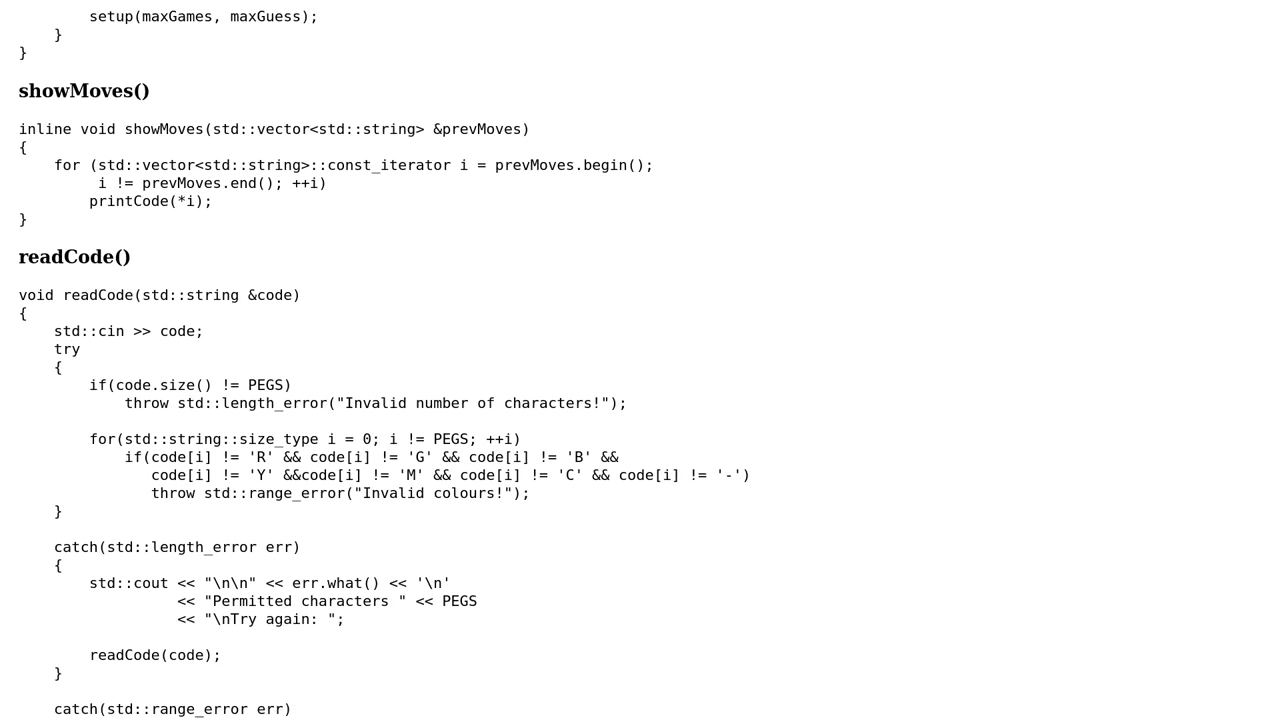 setup(maxGames, maxGuess);
    }
}
showMoves()
inline void showMoves(std::vector<std::string> &prevMoves)
{
    for (std::vector<std::string>::const_iterator i = prevMoves.begin();
         i != prevMoves.end(); ++i)
        printCode(*i);
}
readCode()
void readCode(std::string &code)
{
    std::cin >> code;
    try
    {
        if(code.size() != PEGS)
            throw std::length_error("Invalid number of characters!");

        for(std::string::size_type i = 0; i != PEGS; ++i)
            if(code[i] != 'R' && code[i] != 'G' && code[i] != 'B' &&
               code[i] != 'Y' &&code[i] != 'M' && code[i] != 'C' && code[i] != '-')
               throw std::range_error("Invalid colours!");
    }

    catch(std::length_error err)
    {
        std::cout << "\n\n" << err.what() << '\n'
                  << "Permitted characters " << PEGS
                  << "\nTry again: ";

        readCode(code);
    }

    catch(std::range_error err)